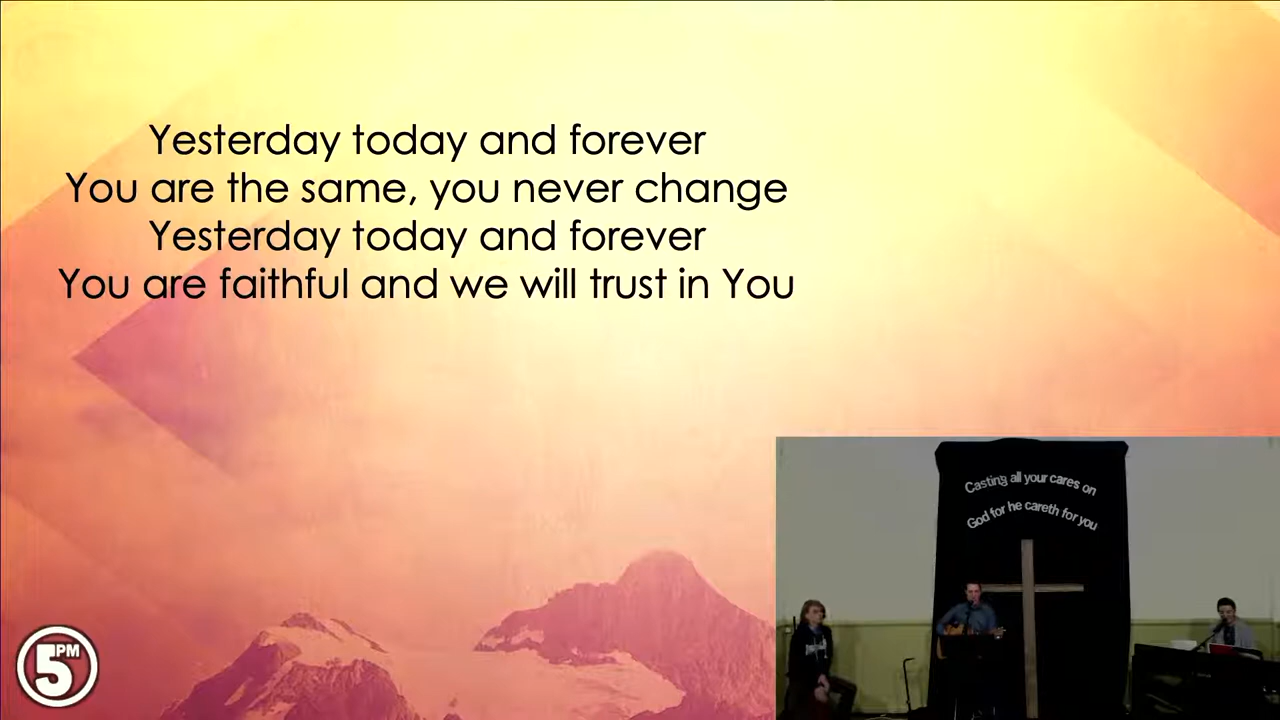 Yesterday today and forever
You are the same, you never change
Yesterday today and forever
You are faithful and we will trust in You
Casting all your cares on
God for he careth for you
5PM